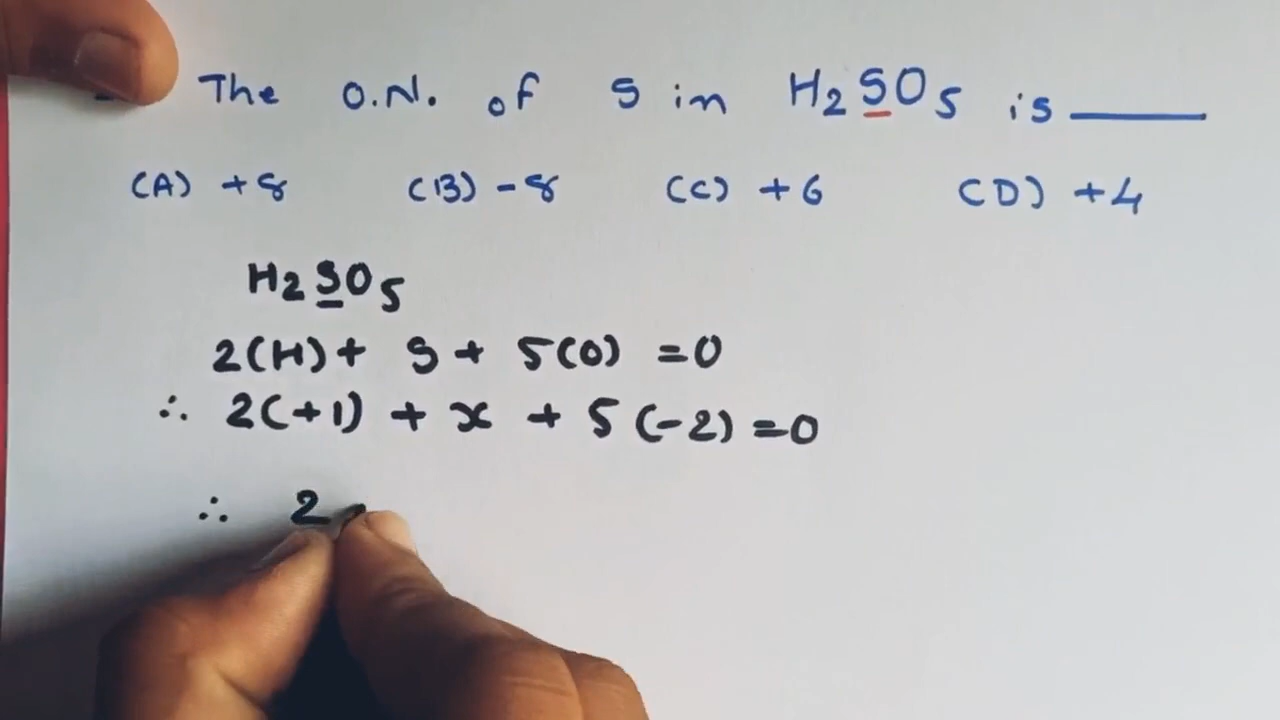 The O.N. of S in H₂SO₅ is ____
(A) +8 (B) -8 (C) +6 (D) +4
H₂SO₅
2(H) + S + 5(O) = 0
∴ 2(+1) + x + 5(-2) = 0
∴ 2